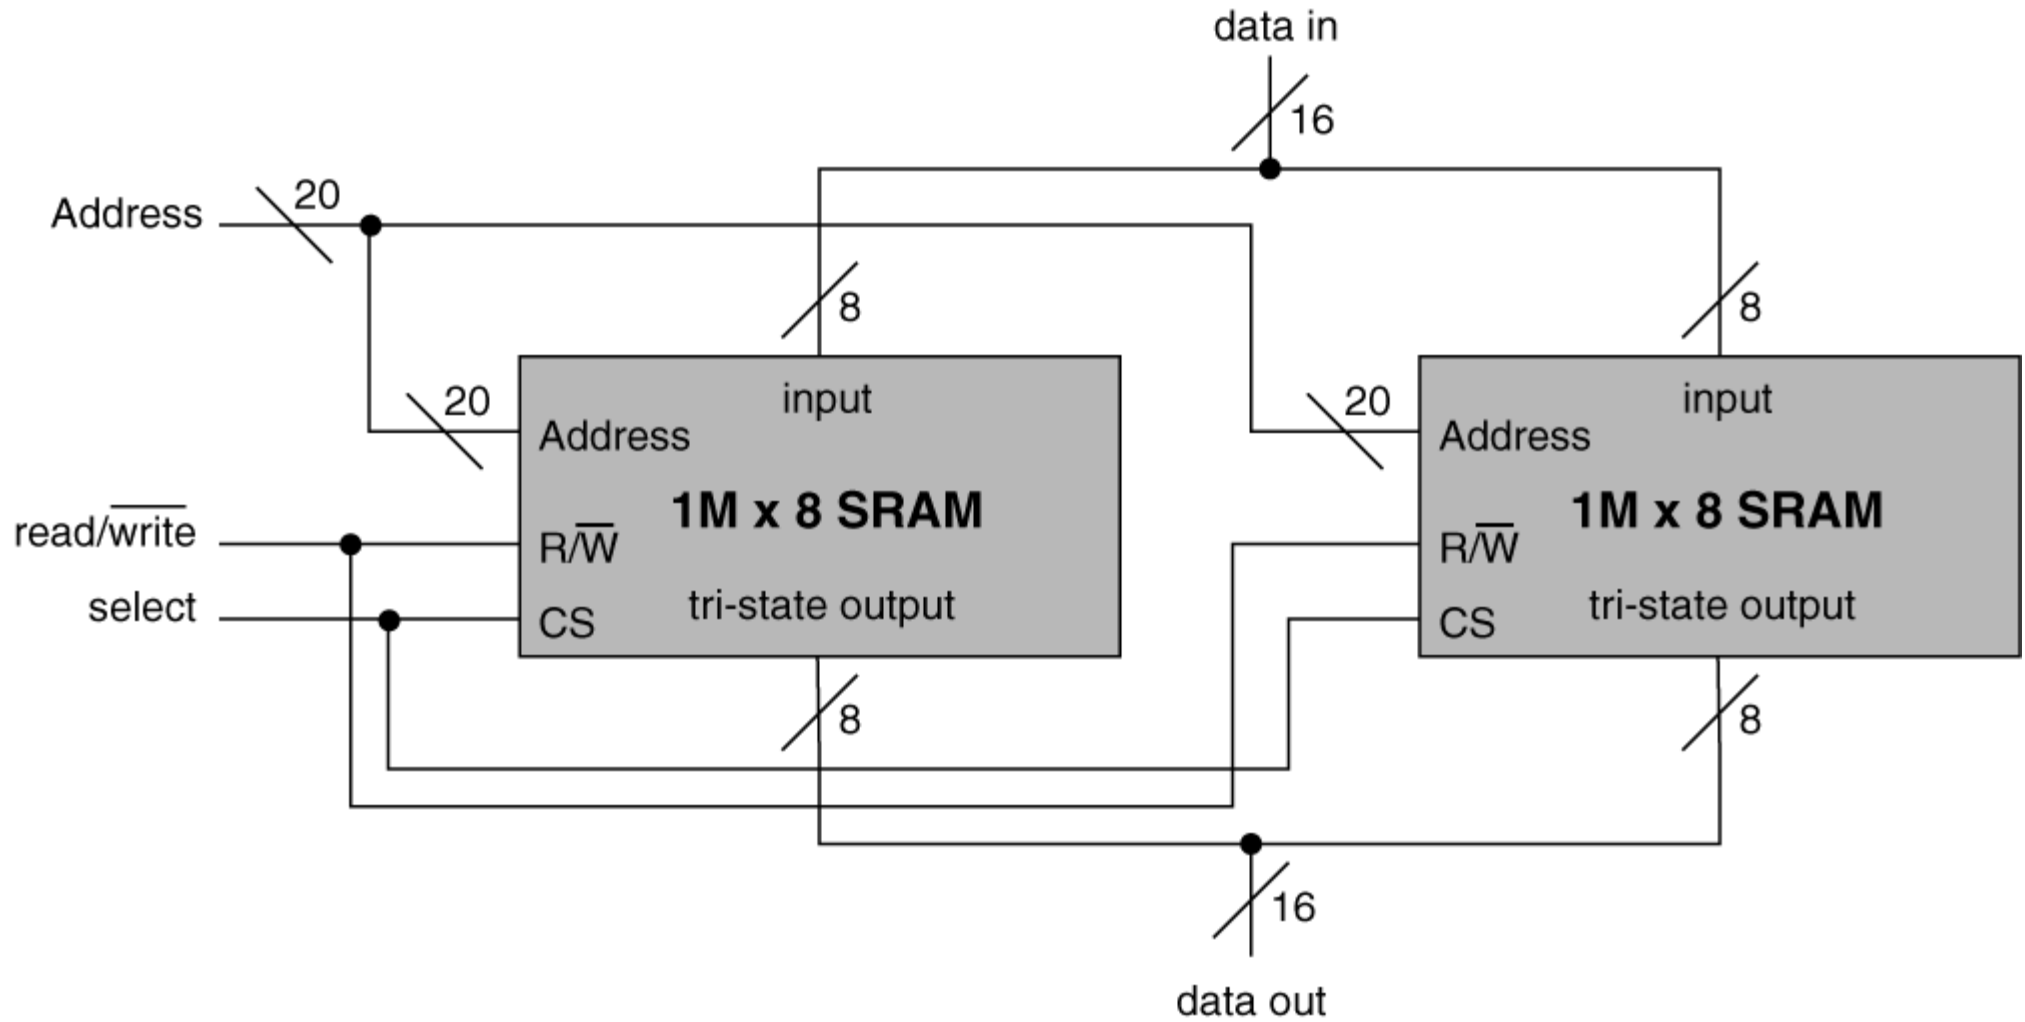 data in
16
Address
20
8
8
input
input
20
20
Address
Address
1M x 8 SRAM
1M x 8 SRAM
read/write
R/W
R/W
select
tri-state output
tri-state output
CS
CS
8
8
16
data out